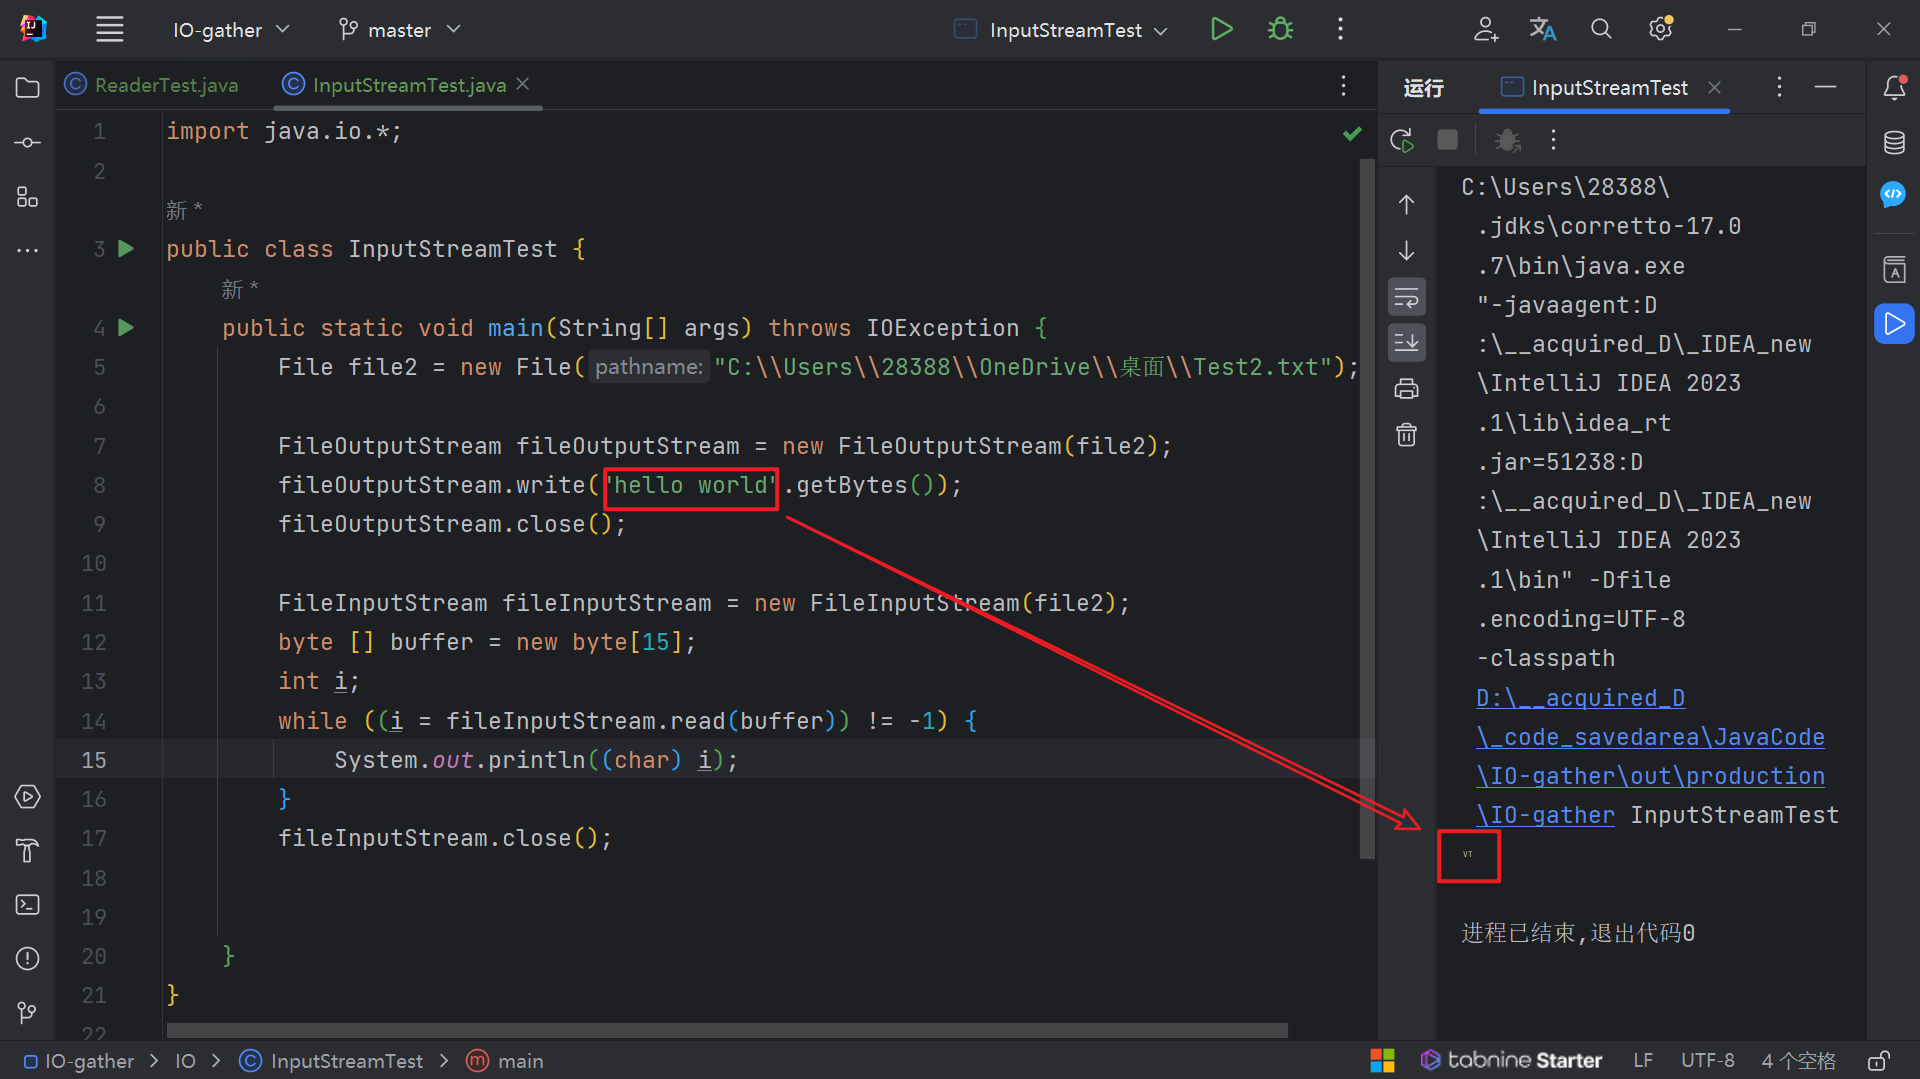 IO-gather
master
InputStreamTest
ReaderTest.java
InputStreamTest.java
1 import java.io.*;
2
新 *
3 public class InputStreamTest {
新 *
4 public static void main(String[] args) throws IOException {
5 File file2 = new File( pathname: "C:\\Users\\28388\\OneDrive\\桌面\\Test2.txt");
6
7 FileOutputStream fileOutputStream = new FileOutputStream(file2);
8 fileOutputStream.write("hello world".getBytes());
9 fileOutputStream.close();
10
11 FileInputStream fileInputStream = new FileInputStream(file2);
12 byte [] buffer = new byte[15];
13 int i;
14 while ((i = fileInputStream.read(buffer)) != -1) {
15 System.out.println((char) i);
16 }
17 fileInputStream.close();
18
19
20 }
21 }
22
运行
InputStreamTest
C:\Users\28388\
.jdks\corretto-17.0
.7\bin\java.exe
"-javaagent:D
:\__acquired_D\_IDEA_new
\IntelliJ IDEA 2023
.1\lib\idea_rt
.jar=51238:D
:\__acquired_D\_IDEA_new
\IntelliJ IDEA 2023
.1\bin" -Dfile
.encoding=UTF-8
-classpath
D:\__acquired_D
\_code_savedarea\JavaCode
\IO-gather\out\production
\IO-gather InputStreamTest
VT
进程已结束,退出代码0
IO-gather > IO > InputStreamTest > main
tabnine Starter
LF
UTF-8
4 个空格